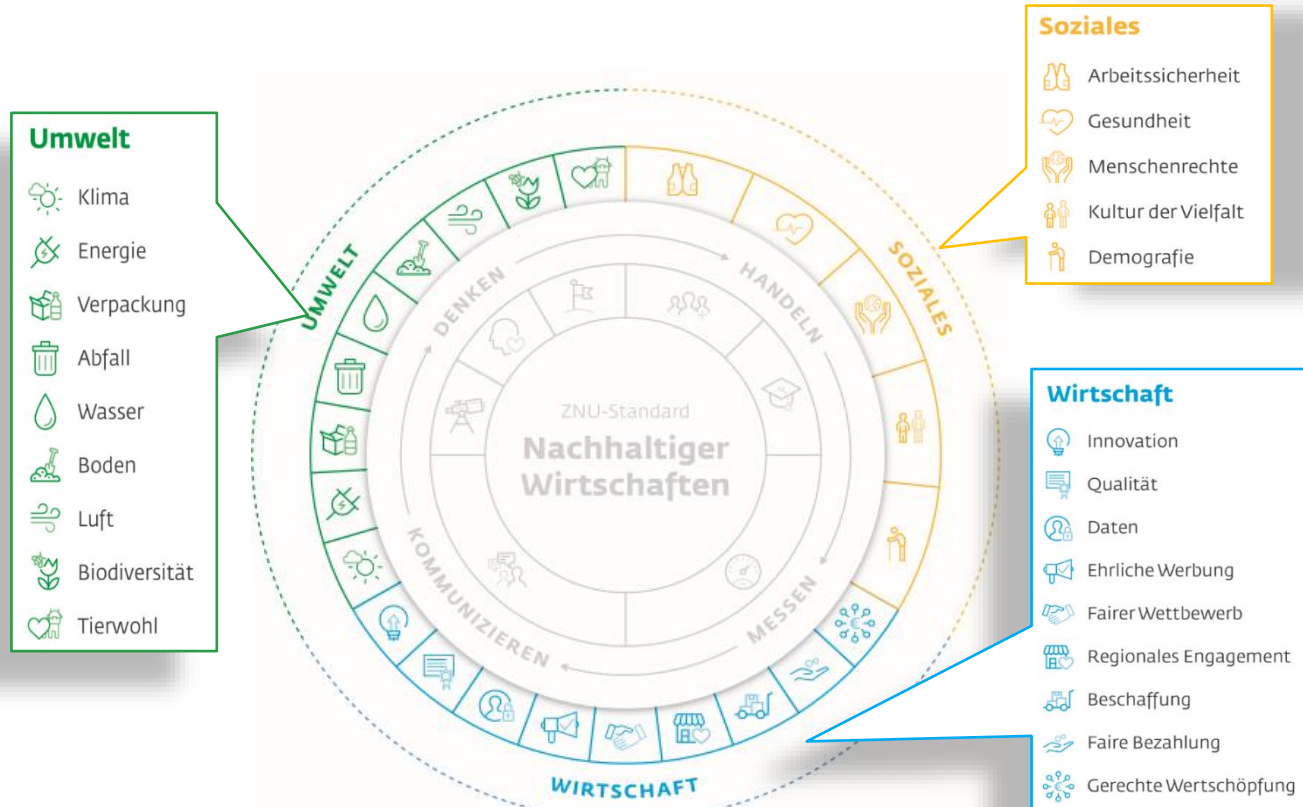 Umwelt
Klima
Energie
Verpackung
Abfall
Wasser
Boden
Luft
Biodiversität
Tierwohl
Soziales
Arbeitssicherheit
Gesundheit
Menschenrechte
Kultur der Vielfalt
Demografie
Wirtschaft
Innovation
Qualität
Daten
Ehrliche Werbung
Fairer Wettbewerb
Regionales Engagement
Beschaffung
Faire Bezahlung
Gerechte Wertschöpfung
UMWELT
SOZIALES
WIRTSCHAFT
DENKEN
HANDELN
MESSEN
KOMMUNIZIEREN
ZNU-Standard
Nachhaltiger
Wirtschaften